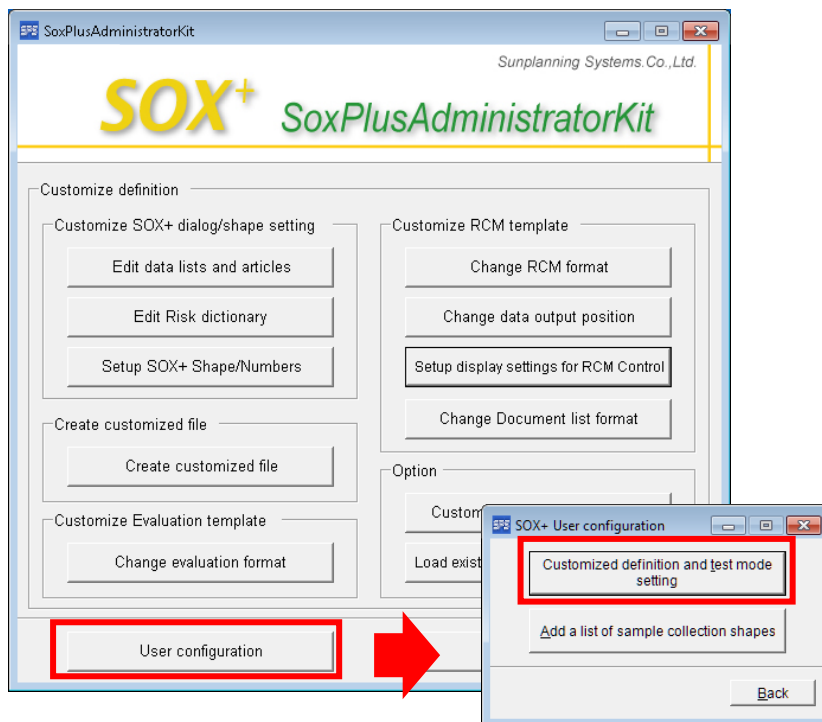 SPS SoxPlusAdministratorKit
Sunplanning Systems.Co.,Ltd.
SOX+ SoxPlusAdministratorKit
Customize definition
Customize SOX+ dialog/shape setting
Edit data lists and articles
Edit Risk dictionary
Setup SOX+ Shape/Numbers
Create customized file
Create customized file
Customize Evaluation template
Change evaluation format
Customize RCM template
Change RCM format
Change data output position
Setup display settings for RCM Control
Change Document list format
Option
Custom
Load exist
User configuration
SPS SOX+ User configuration
Customized definition and test mode
setting
Add a list of sample collection shapes
Back